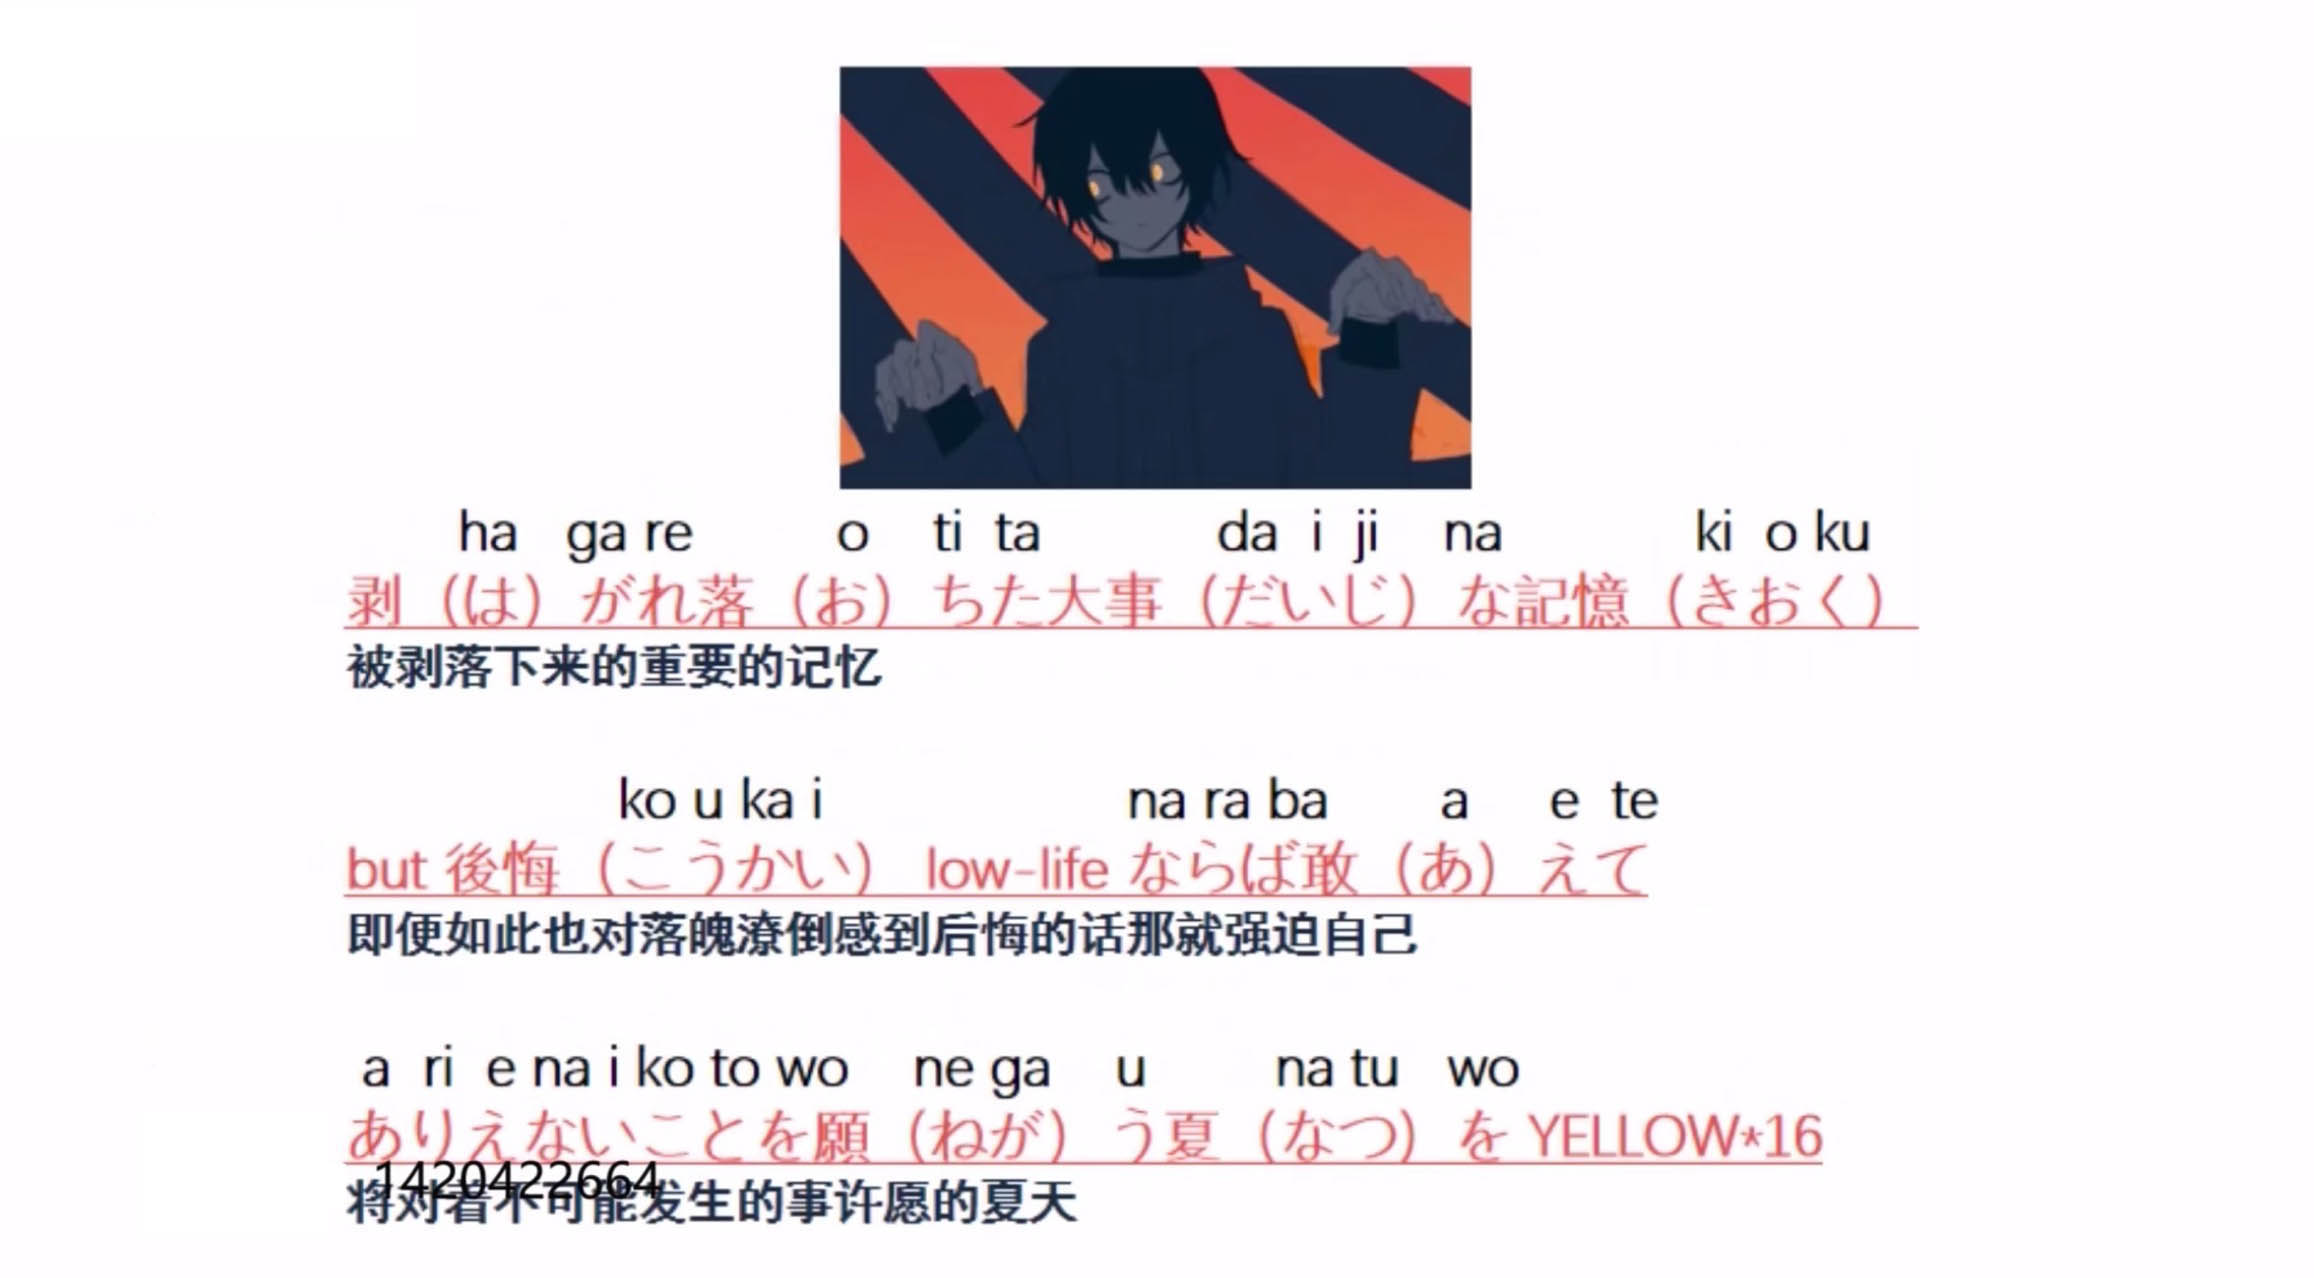 ha ga re o ti ta da i ji na ki o ku
剥（は）がれ落（お）ちた大事（だいじ）な記憶（きおく）
被剥落下来的重要的记忆
ko u ka i na ra ba a e te
but 後悔（こうかい） low-life ならば敢（あ）えて
即便如此也对落魄潦倒感到后悔的话那就强迫自己
a ri e na i ko to wo ne ga u na tu wo
ありえないことを願（ねが）う夏（なつ）を YELLOW*16
1420422664
将对着不可能发生的事许愿的夏天